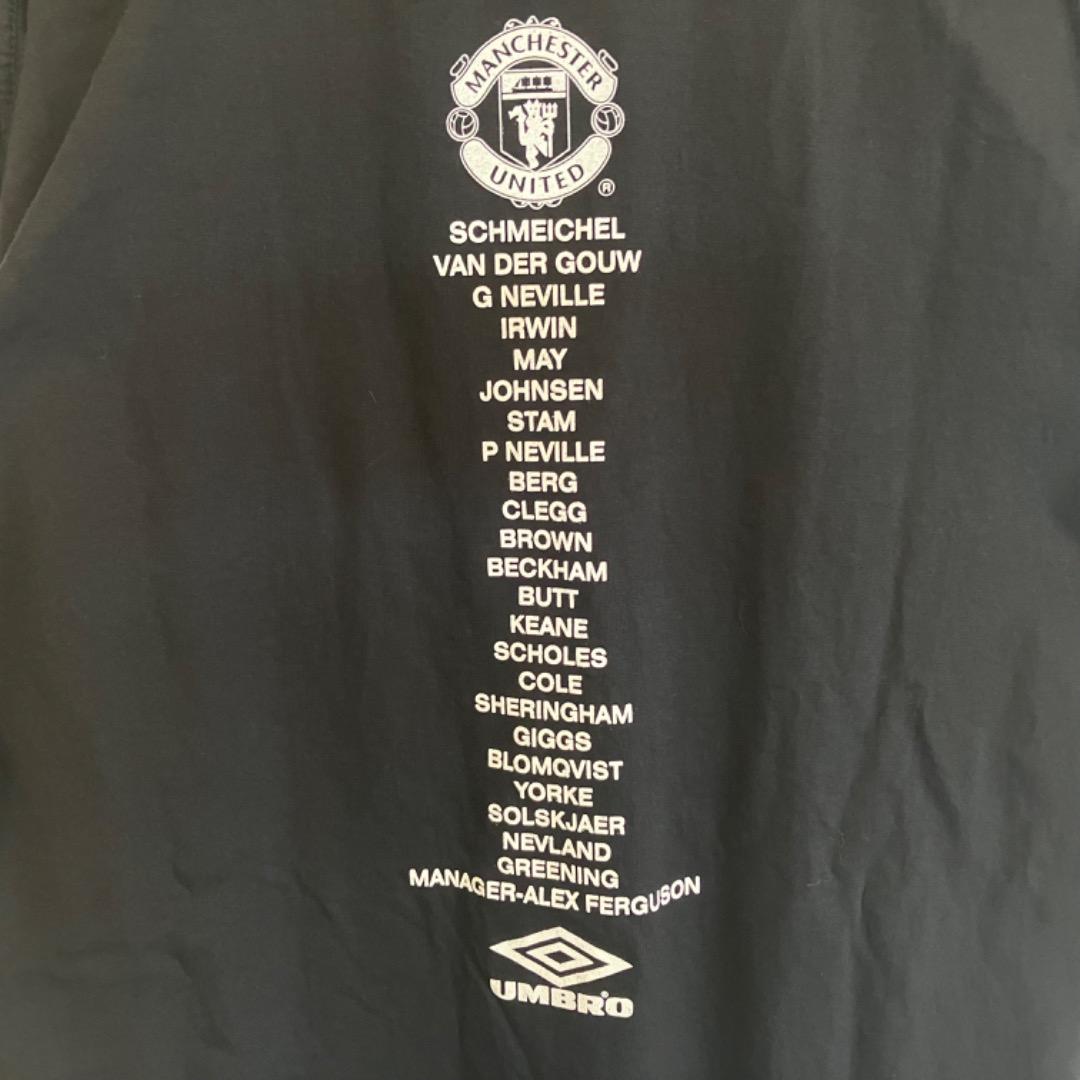 MANCHESTER
UNITED ®
SCHMEICHEL
VAN DER GOUW
G NEVILLE
IRWIN
MAY
JOHNSEN
STAM
P NEVILLE
BERG
CLEGG
BROWN
BECKHAM
BUTT
KEANE
SCHOLES
COLE
SHERINGHAM
GIGGS
BLOMQVIST
YORKE
SOLSKJAER
NEVLAND
GREENING
MANAGER-ALEX FERGUSON
UMBRO